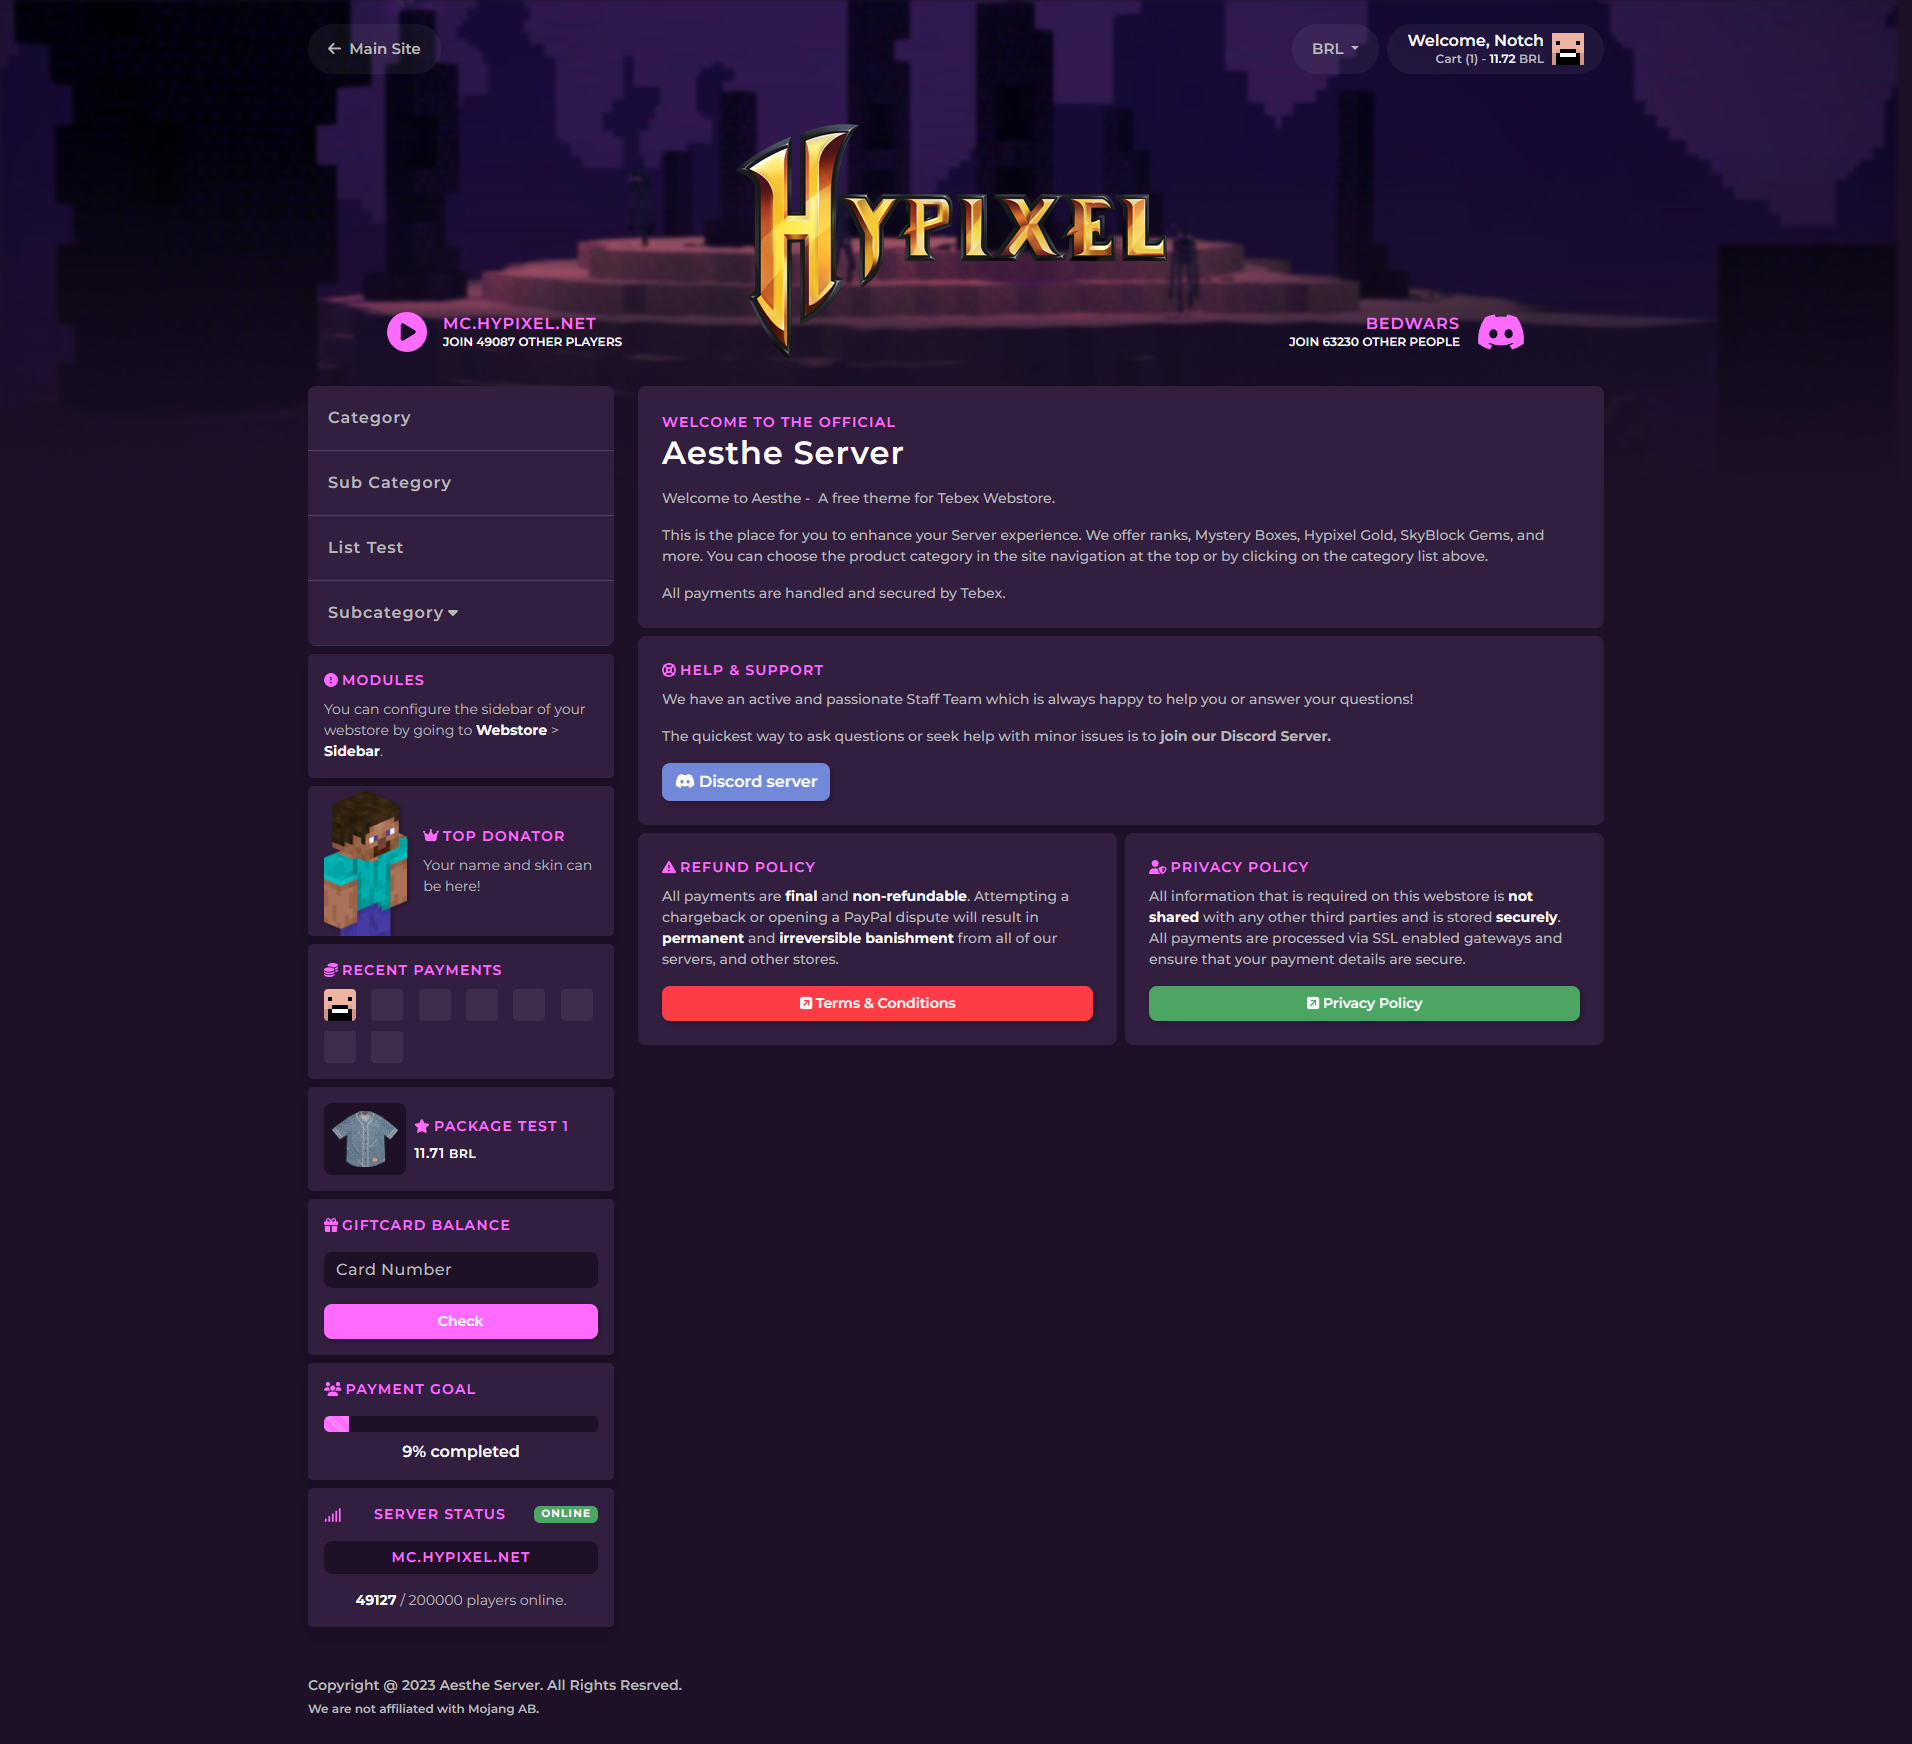 Main Site
BRL
Welcome, Notch
Cart (1) - 11.72 BRL
HYPIXEL
MC.HYPIXEL.NET
JOIN 49087 OTHER PLAYERS
BEDWARS
JOIN 63230 OTHER PEOPLE
Category
Sub Category
List Test
Subcategory
MODULES
You can configure the sidebar of your
webstore by going to Webstore >
Sidebar.
TOP DONATOR
Your name and skin can
be here!
RECENT PAYMENTS
PACKAGE TEST 1
11.71 BRL
GIFTCARD BALANCE
Card Number
Check
PAYMENT GOAL
9% completed
SERVER STATUS
ONLINE
MC.HYPIXEL.NET
49127 / 200000 players online.
WELCOME TO THE OFFICIAL
Aesthe Server
Welcome to Aesthe - A free theme for Tebex Webstore.
This is the place for you to enhance your Server experience. We offer ranks, Mystery Boxes, Hypixel Gold, SkyBlock Gems, and
more. You can choose the product category in the site navigation at the top or by clicking on the category list above.
All payments are handled and secured by Tebex.
HELP & SUPPORT
We have an active and passionate Staff Team which is always happy to help you or answer your questions!
The quickest way to ask questions or seek help with minor issues is to join our Discord Server.
Discord server
REFUND POLICY
All payments are final and non-refundable. Attempting a
chargeback or opening a PayPal dispute will result in
permanent and irreversible banishment from all of our
servers, and other stores.
Terms & Conditions
PRIVACY POLICY
All information that is required on this webstore is not
shared with any other third parties and is stored securely.
All payments are processed via SSL enabled gateways and
ensure that your payment details are secure.
Privacy Policy
Copyright @ 2023 Aesthe Server. All Rights Resrved.
We are not affiliated with Mojang AB.